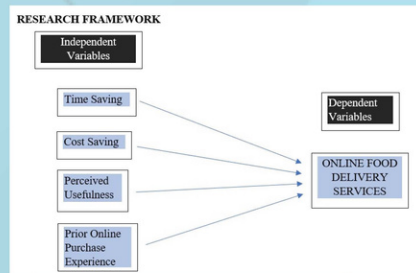 RESEARCH FRAMEWORK
Independent
Variables
Time Saving
Cost Saving
Perceived
Usefulness
Prior Online
Purchase
Experience
Dependent
Variables
ONLINE FOOD
DELIVERY
SERVICES